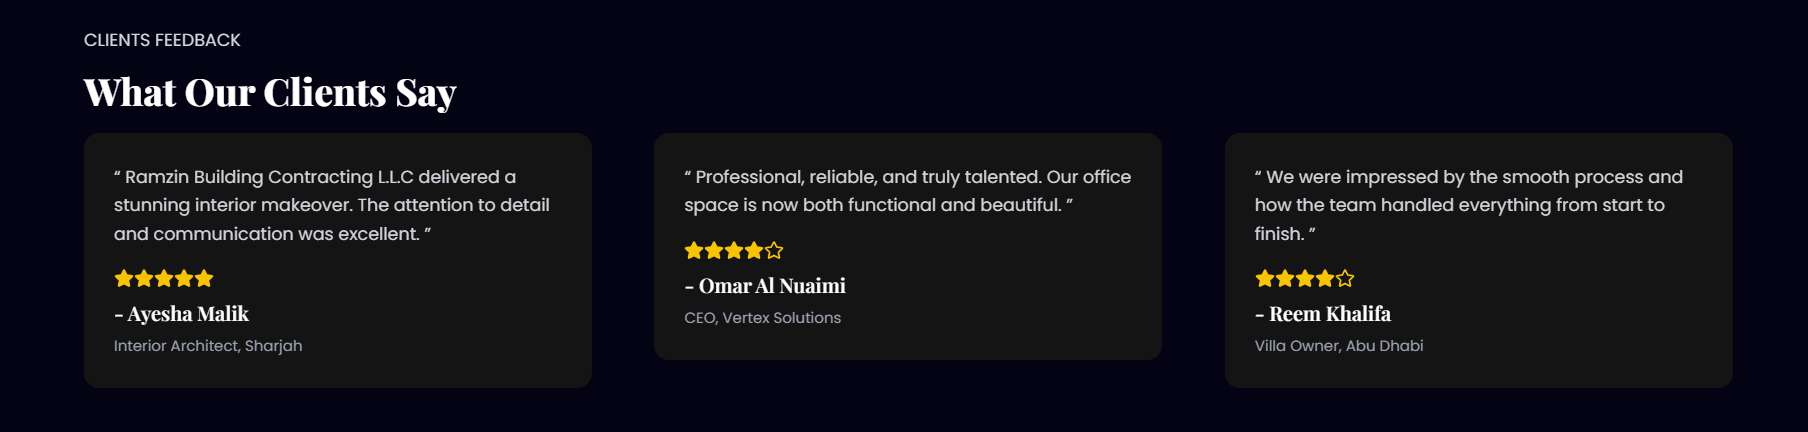 CLIENTS FEEDBACK
What Our Clients Say
“ Ramzin Building Contracting L.L.C delivered a
stunning interior makeover. The attention to detail
and communication was excellent. ”
- Ayesha Malik
Interior Architect, Sharjah
“ Professional, reliable, and truly talented. Our office
space is now both functional and beautiful. ”
- Omar Al Nuaimi
CEO, Vertex Solutions
“ We were impressed by the smooth process and
how the team handled everything from start to
finish. ”
- Reem Khalifa
Villa Owner, Abu Dhabi